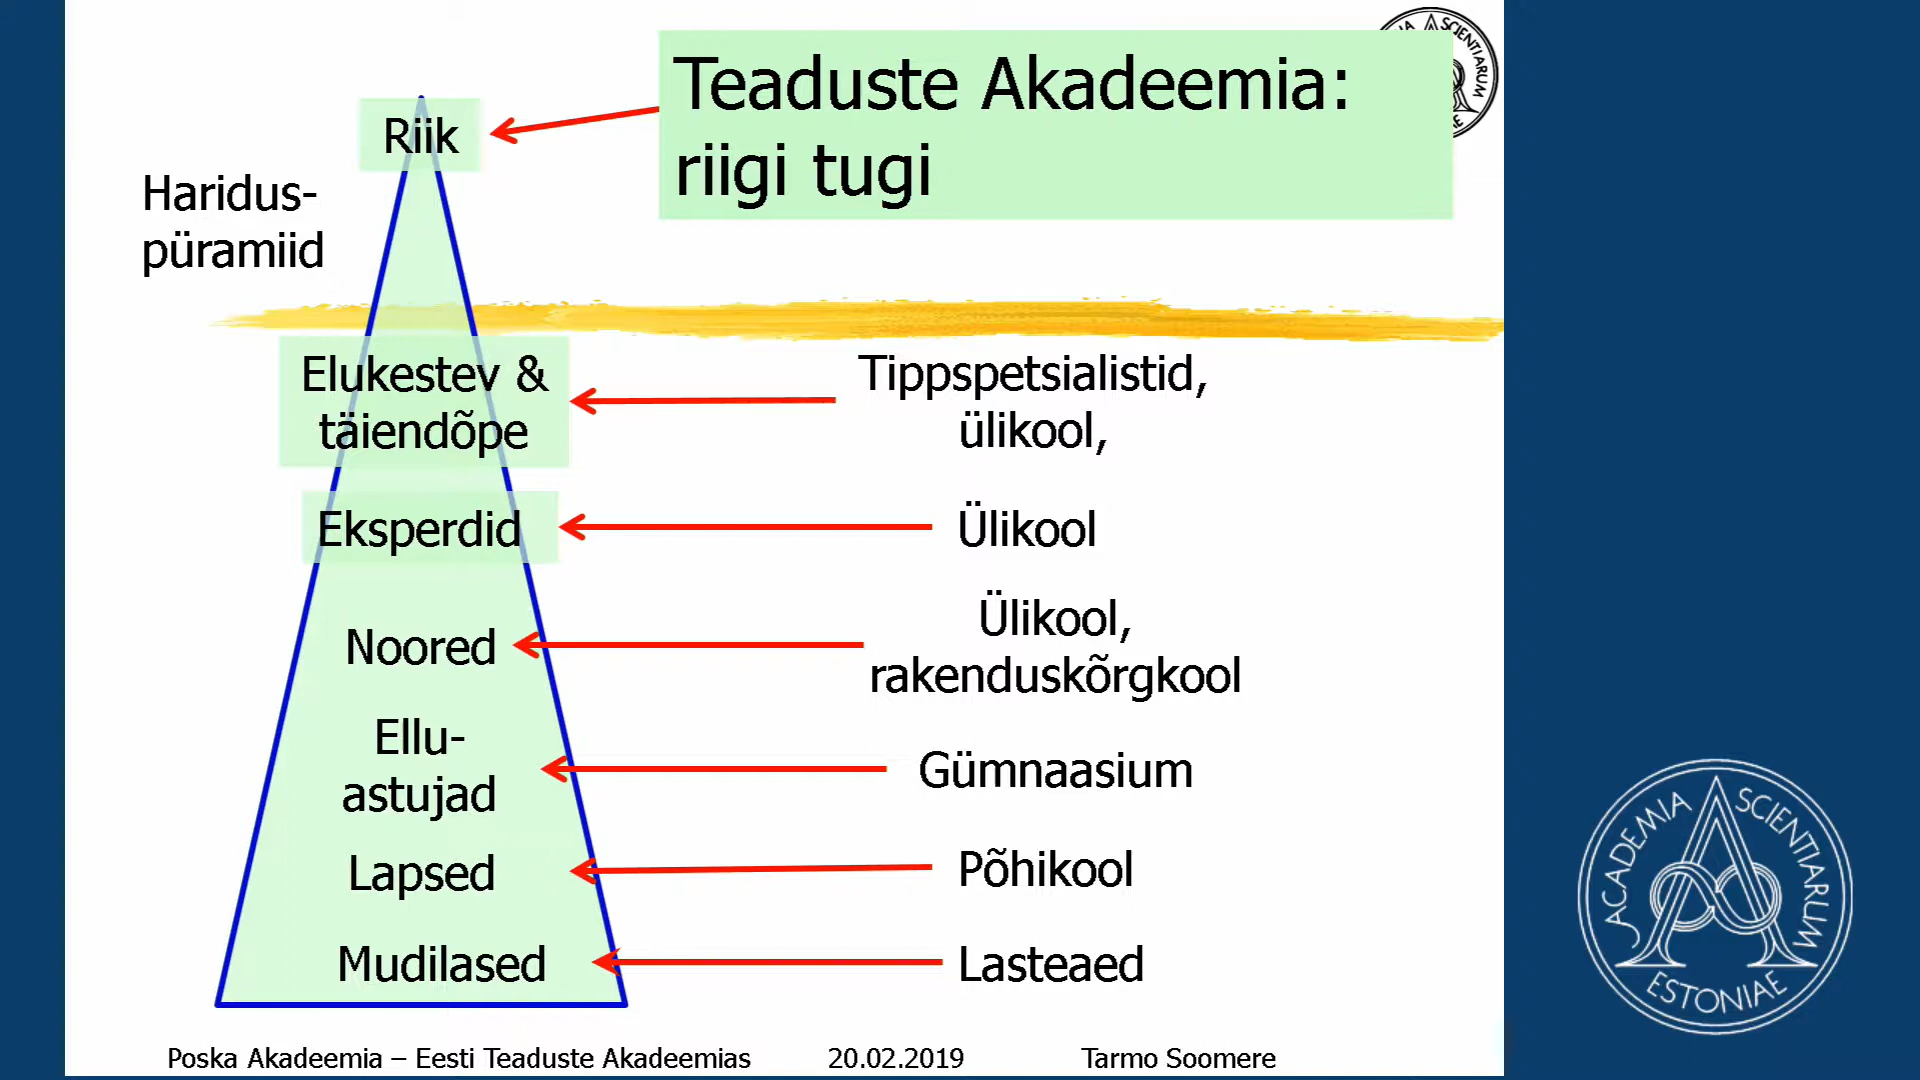 Teaduste Akadeemia:
riigi tugi
Riik
Haridus-
püramiid
Elukestev &
täiendõpe
Tippspetsialistid,
ülikool,
Eksperdid
Ülikool
Noored
Ülikool,
rakenduskõrgkool
Ellu-
astujad
Gümnaasium
Lapsed
Põhikool
Mudilased
Lasteaed
Poska Akadeemia – Eesti Teaduste Akadeemias 20.02.2019 Tarmo Soomere
ACADEMIA SCIENTIARUM
ESTONIAE